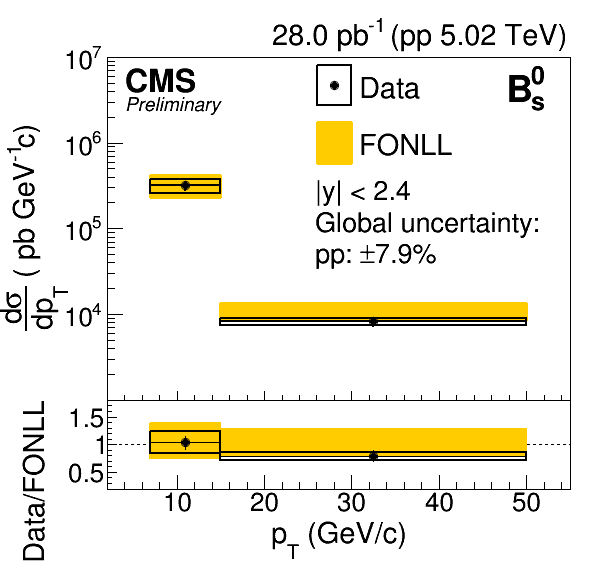 28.0 pb⁻¹ (pp 5.02 TeV)
10⁷
CMS
Preliminary
Data
B⁰ₛ
10⁶
FONLL
|y| < 2.4
Global uncertainty:
pp: ±7.9%
10⁵
10⁴
dσ/dp_T ( pb GeV⁻¹c)
Data/FONLL
1.5
1
0.5
10 20 30 40 50
p_T (GeV/c)